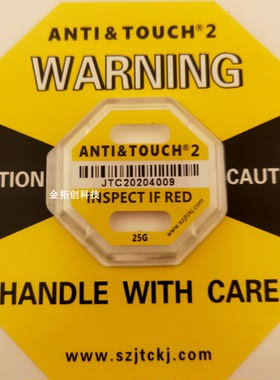 ANTI & TOUCH® 2
WARNING
ANTI&TOUCH® 2
JTC20204009
金拓创科技
INSPECT IF RED
TION
CAUT
25G
www.szjtckj.com
HANDLE WITH CARE
www.szjtckj.com